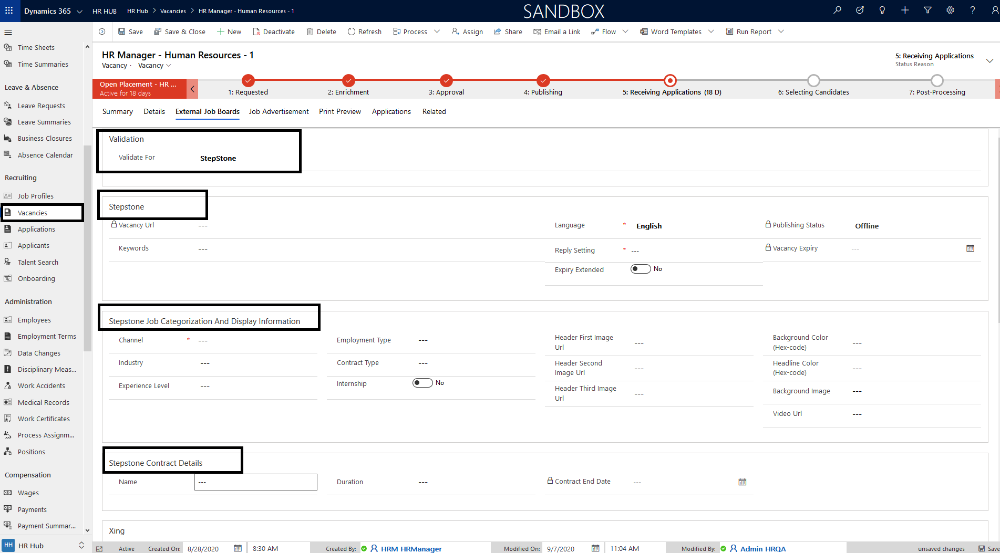 Dynamics 365 HR HUB HR Hub > Vacancies > HR Manager - Human Resources - 1 SANDBOX
Save Save & Close New Deactivate Delete Refresh Process Assign Share Email a Link Flow Word Templates Run Report
Time Sheets
Time Summaries
Leave & Absence
Leave Requests
Leave Summaries
Business Closures
Absence Calendar
Recruiting
Job Profiles
Vacancies
Applications
Applicants
Talent Search
Onboarding
Administration
Employees
Employment Terms
Data Changes
Disciplinary Meas...
Work Accidents
Medical Records
Work Certificates
Process Assignm...
Positions
Compensation
Wages
Payments
Payment Summar...
HH HR Hub
HR Manager - Human Resources - 1
Vacancy · Vacancy
5: Receiving Applications
Status Reason
Open Placement - HR ...
Active for 18 days
1: Requested 2: Enrichment 3: Approval 4: Publishing 5: Receiving Applications (18 D) 6: Selecting Candidates 7: Post-Processing
Summary Details External Job Boards Job Advertisement Print Preview Applications Related
Validation
Validate For StepStone
Stepstone
Vacancy Url ---
Keywords ---
Language * English
Reply Setting * ---
Expiry Extended No
Publishing Status Offline
Vacancy Expiry ---
Stepstone Job Categorization And Display Information
Channel * ---
Industry ---
Experience Level ---
Employment Type ---
Contract Type ---
Internship No
Header First Image
Url ---
Header Second
Image Url ---
Header Third Image
Url ---
Background Color
(Hex-code) ---
Headline Color
(Hex-code) ---
Background Image ---
Video Url ---
Stepstone Contract Details
Name --- Duration --- Contract End Date ---
Xing
Active Created On: 8/28/2020 8:30 AM Created By: HRM HRManager Modified On: 9/7/2020 11:04 AM Modified By: Admin HRQA unsaved changes Save